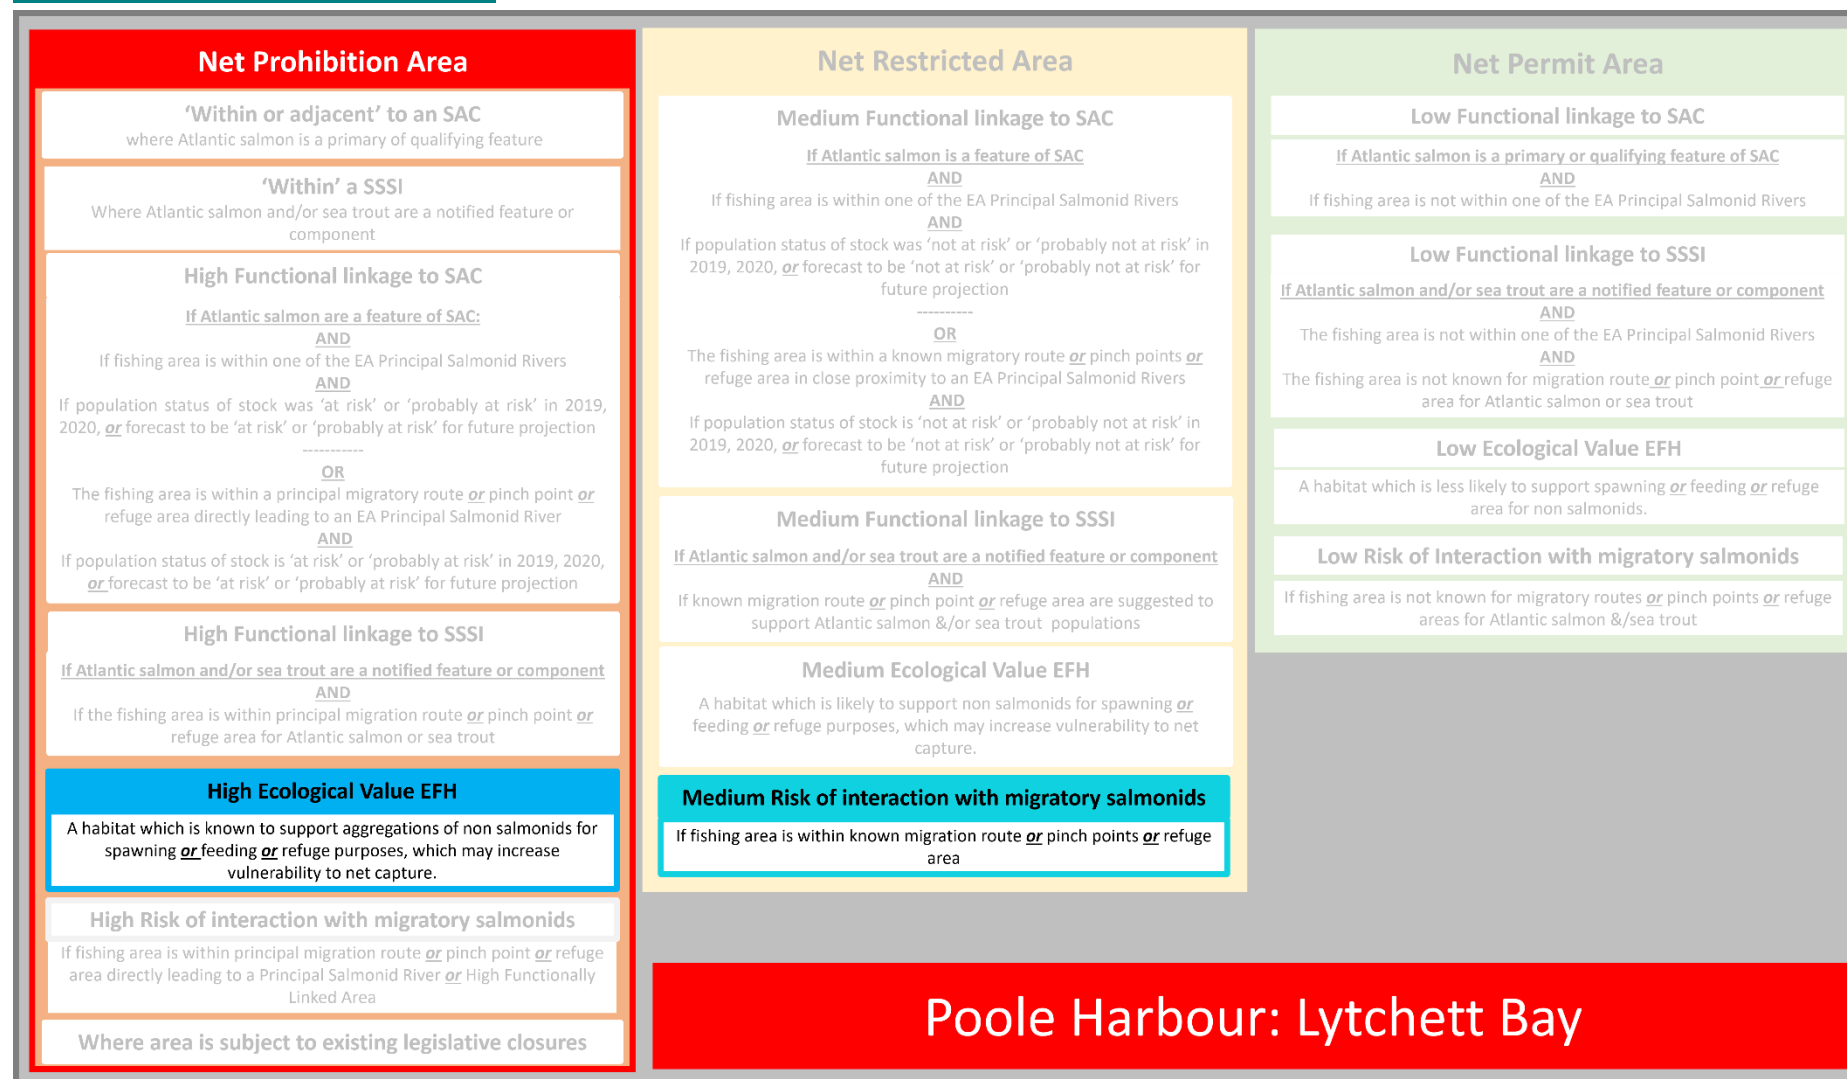 Net Prohibition Area
‘Within or adjacent’ to an SAC
where Atlantic salmon is a primary of qualifying feature
‘Within’ a SSSI
Where Atlantic salmon and/or sea trout are a notified feature or
component
High Functional linkage to SAC
If Atlantic salmon are a feature of SAC:
AND
If fishing area is within one of the EA Principal Salmonid Rivers
AND
If population status of stock was ‘at risk’ or ‘probably at risk’ in 2019,
2020, or forecast to be ‘at risk’ or ‘probably at risk’ for future projection
-----------
OR
The fishing area is within a principal migratory route or pinch point or
refuge area directly leading to an EA Principal Salmonid River
AND
If population status of stock is ‘at risk’ or ‘probably at risk’ in 2019, 2020,
or forecast to be ‘at risk’ or ‘probably at risk’ for future projection
High Functional linkage to SSSI
If Atlantic salmon and/or sea trout are a notified feature or component
AND
If the fishing area is within principal migration route or pinch point or
refuge area for Atlantic salmon or sea trout
High Ecological Value EFH
A habitat which is known to support aggregations of non salmonids for
spawning or feeding or refuge purposes, which may increase
vulnerability to net capture.
High Risk of interaction with migratory salmonids
If fishing area is within principal migration route or pinch point or refuge
area directly leading to a Principal Salmonid River or High Functionally
Linked Area
Where area is subject to existing legislative closures
Net Restricted Area
Medium Functional linkage to SAC
If Atlantic salmon is a feature of SAC
AND
If fishing area is within one of the EA Principal Salmonid Rivers
AND
If population status of stock was ‘not at risk’ or ‘probably not at risk’ in
2019, 2020, or forecast to be ‘not at risk’ or ‘probably not at risk’ for
future projection
----------
OR
The fishing area is within a known migratory route or pinch points or
refuge area in close proximity to an EA Principal Salmonid Rivers
AND
If population status of stock is ‘not at risk’ or ‘probably not at risk’ in
2019, 2020, or forecast to be ‘not at risk’ or ‘probably not at risk’ for
future projection
Medium Functional linkage to SSSI
If Atlantic salmon and/or sea trout are a notified feature or component
AND
If known migration route or pinch point or refuge area are suggested to
support Atlantic salmon &/or sea trout populations
Medium Ecological Value EFH
A habitat which is likely to support non salmonids for spawning or
feeding or refuge purposes, which may increase vulnerability to net
capture.
Medium Risk of interaction with migratory salmonids
If fishing area is within known migration route or pinch points or refuge
area
Net Permit Area
Low Functional linkage to SAC
If Atlantic salmon is a primary or qualifying feature of SAC
AND
If fishing area is not within one of the EA Principal Salmonid Rivers
Low Functional linkage to SSSI
If Atlantic salmon and/or sea trout are a notified feature or component
AND
The fishing area is not within one of the EA Principal Salmonid Rivers
AND
The fishing area is not known for migration route or pinch point or refuge
area for Atlantic salmon or sea trout
Low Ecological Value EFH
A habitat which is less likely to support spawning or feeding or refuge
area for non salmonids.
Low Risk of Interaction with migratory salmonids
If fishing area is not known for migratory routes or pinch points or refuge
areas for Atlantic salmon &/sea trout
Poole Harbour: Lytchett Bay